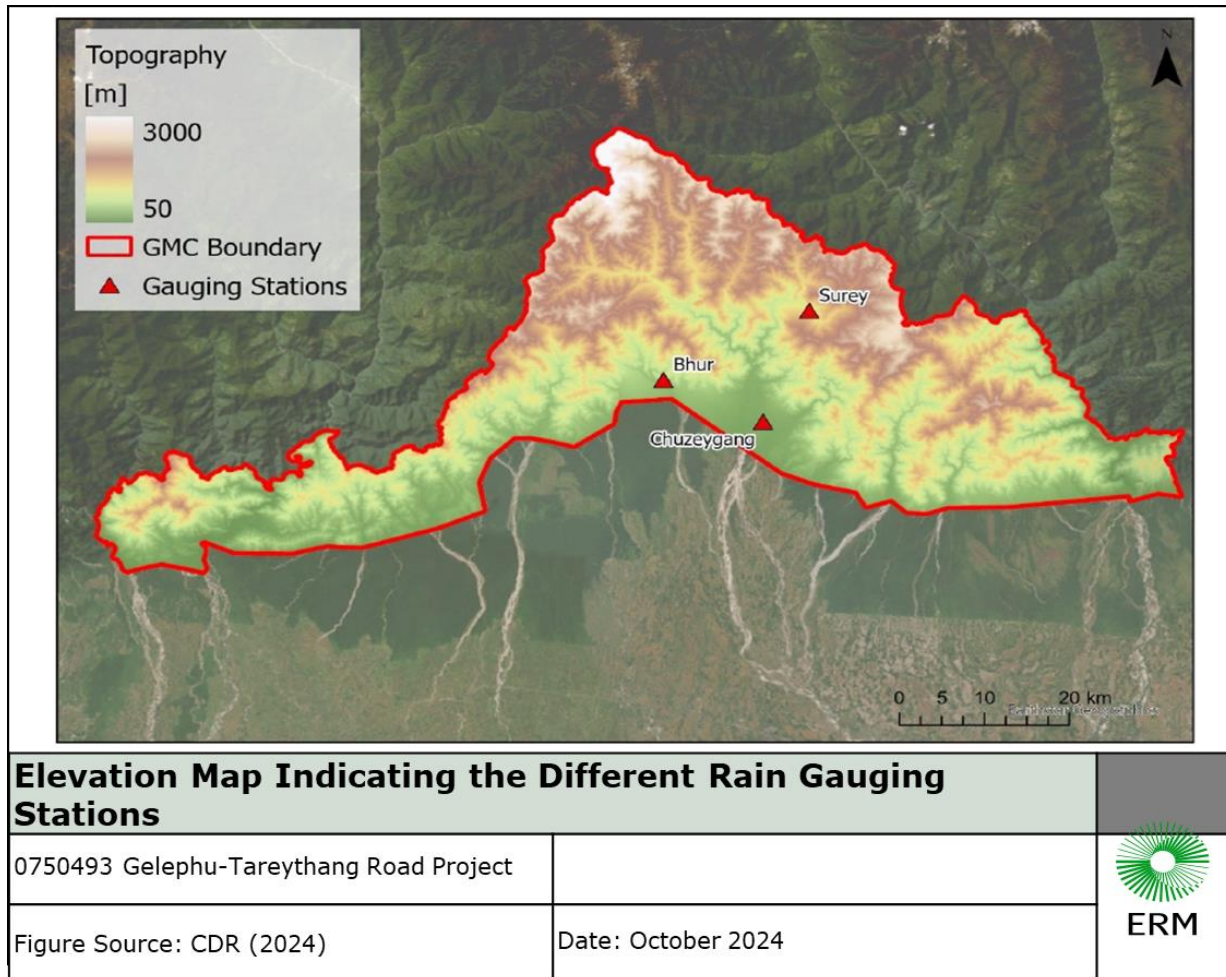 Topography
[m]
3000
50
GMC Boundary
Gauging Stations
N
Surey
Bhur
Chuzeygang
0 5 10 20 km
Elevation Map Indicating the Different Rain Gauging
Stations
0750493 Gelephu-Tareythang Road Project
Figure Source: CDR (2024)
Date: October 2024
ERM